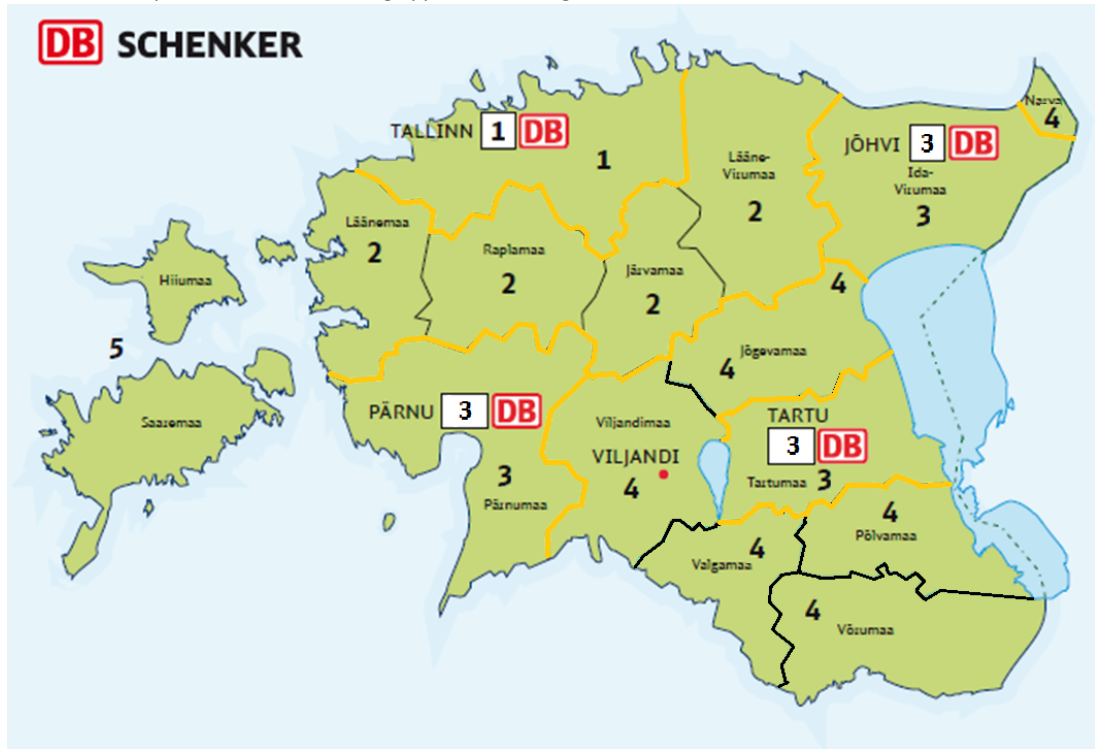 DB SCHENKER
Narva
4
TALLINN 1 DB
1
JÕHVI 3 DB
Ida-
Virumaa
3
Lääne-
Virumaa
2
Läänemaa
2
Raplamaa
2
Järvamaa
2
Hiiumaa
4
5
Jõgevamaa
4
Saaremaa
PÄRNU 3 DB
3
Pärnumaa
Viljandimaa
VILJANDI
4
TARTU
3 DB
Tartumaa 3
4
Põlvamaa
4
Valgamaa
4
Võrumaa